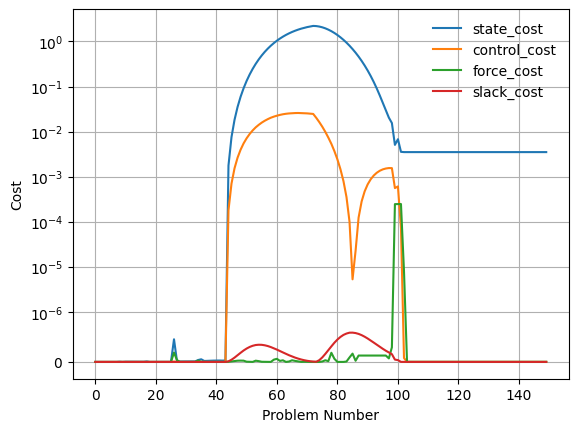 state_cost
control_cost
force_cost
slack_cost
10^0
10^-1
10^-2
10^-3
10^-4
10^-5
10^-6
0
Cost
0 20 40 60 80 100 120 140
Problem Number